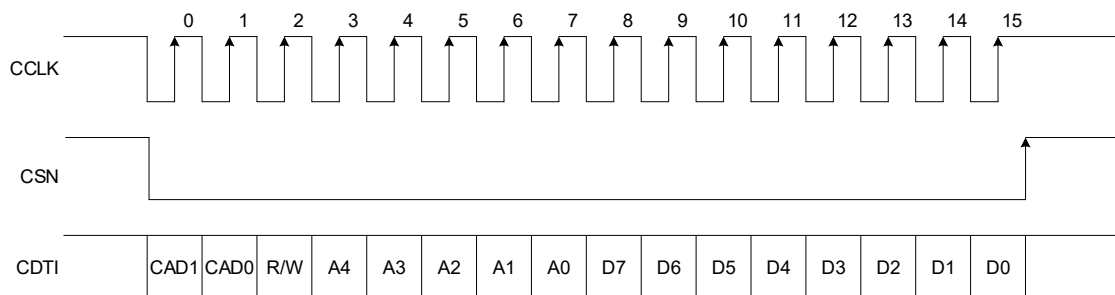 0 1 2 3 4 5 6 7 8 9 10 11 12 13 14 15
CCLK
CSN
CDTI CAD1 CAD0 R/W A4 A3 A2 A1 A0 D7 D6 D5 D4 D3 D2 D1 D0